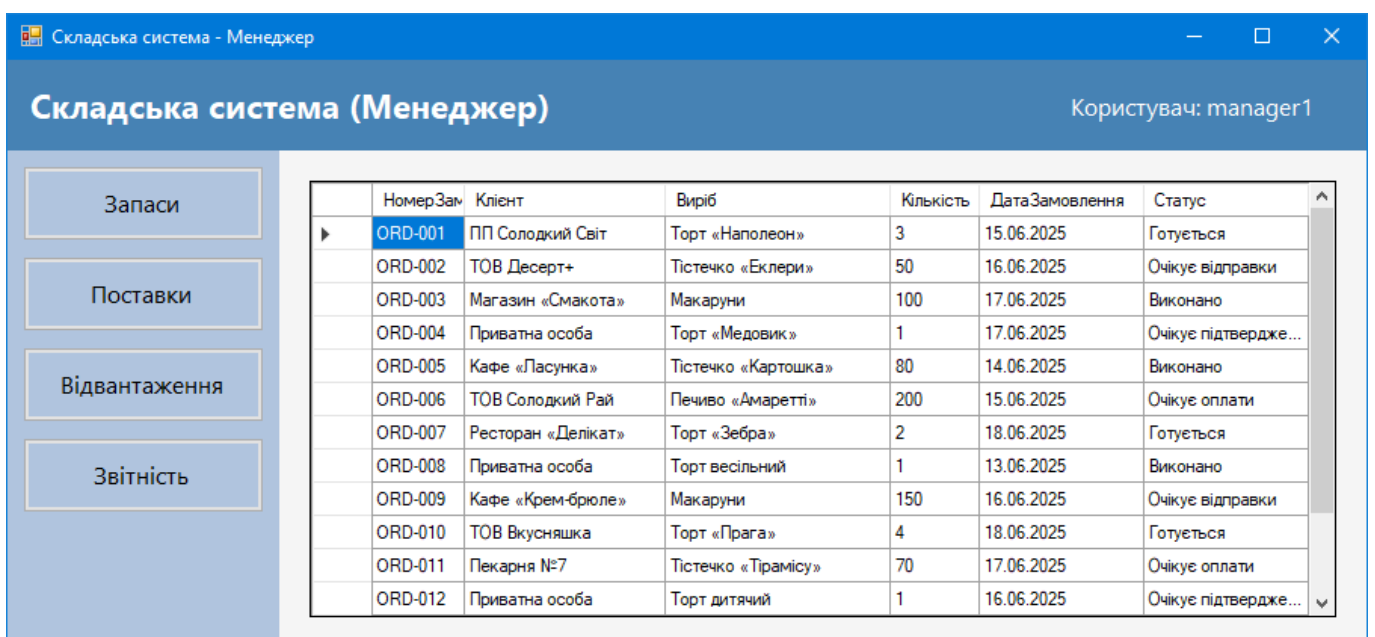 Складська система - Менеджер
Складська система (Менеджер)
Користувач: manager1
Запаси
Поставки
Відвантаження
Звітність
НомерЗам Клієнт Виріб Кількість ДатаЗамовлення Статус
ORD-001 ПП Солодкий Світ Торт «Наполеон» 3 15.06.2025 Готується
ORD-002 ТОВ Десерт+ Тістечко «Еклери» 50 16.06.2025 Очікує відправки
ORD-003 Магазин «Смакота» Макаруни 100 17.06.2025 Виконано
ORD-004 Приватна особа Торт «Медовик» 1 17.06.2025 Очікує підтвердже...
ORD-005 Кафе «Ласунка» Тістечко «Картошка» 80 14.06.2025 Виконано
ORD-006 ТОВ Солодкий Рай Печиво «Амаретті» 200 15.06.2025 Очікує оплати
ORD-007 Ресторан «Делікат» Торт «Зебра» 2 18.06.2025 Готується
ORD-008 Приватна особа Торт весільний 1 13.06.2025 Виконано
ORD-009 Кафе «Крем-брюле» Макаруни 150 16.06.2025 Очікує відправки
ORD-010 ТОВ Вкусняшка Торт «Прага» 4 18.06.2025 Готується
ORD-011 Пекарня №7 Тістечко «Тірамісу» 70 17.06.2025 Очікує оплати
ORD-012 Приватна особа Торт дитячий 1 16.06.2025 Очікує підтвердже...